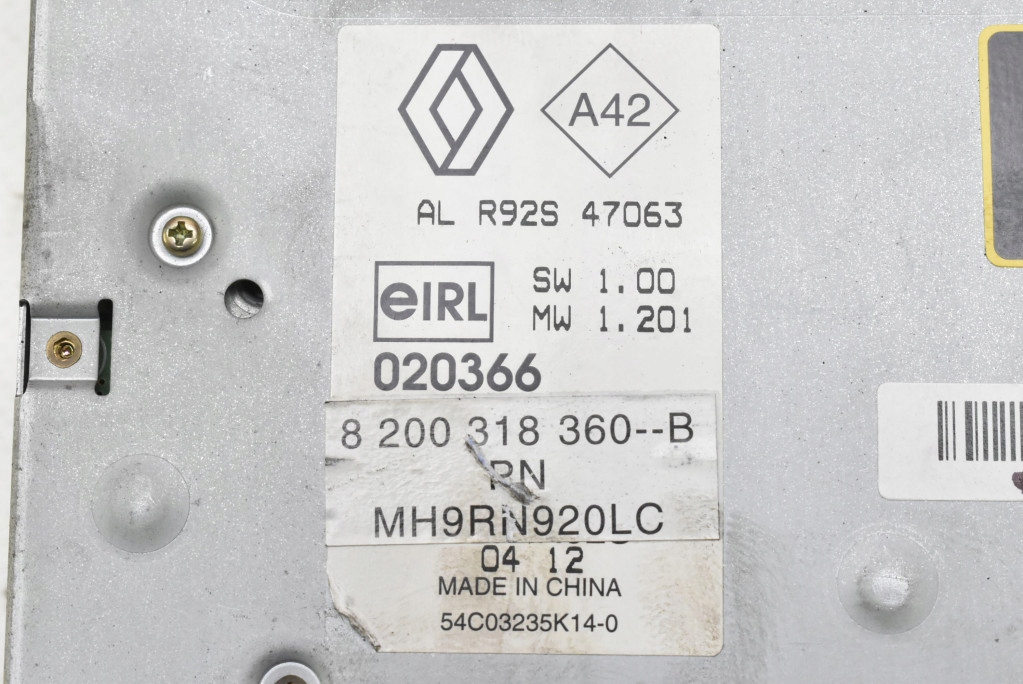 A42
AL R92S 47063
eIRL
SW 1.00
MW 1.201
020366
8 200 318 360--B
PN
MH9RN920LC
04 12
MADE IN CHINA
54C03235K14-0